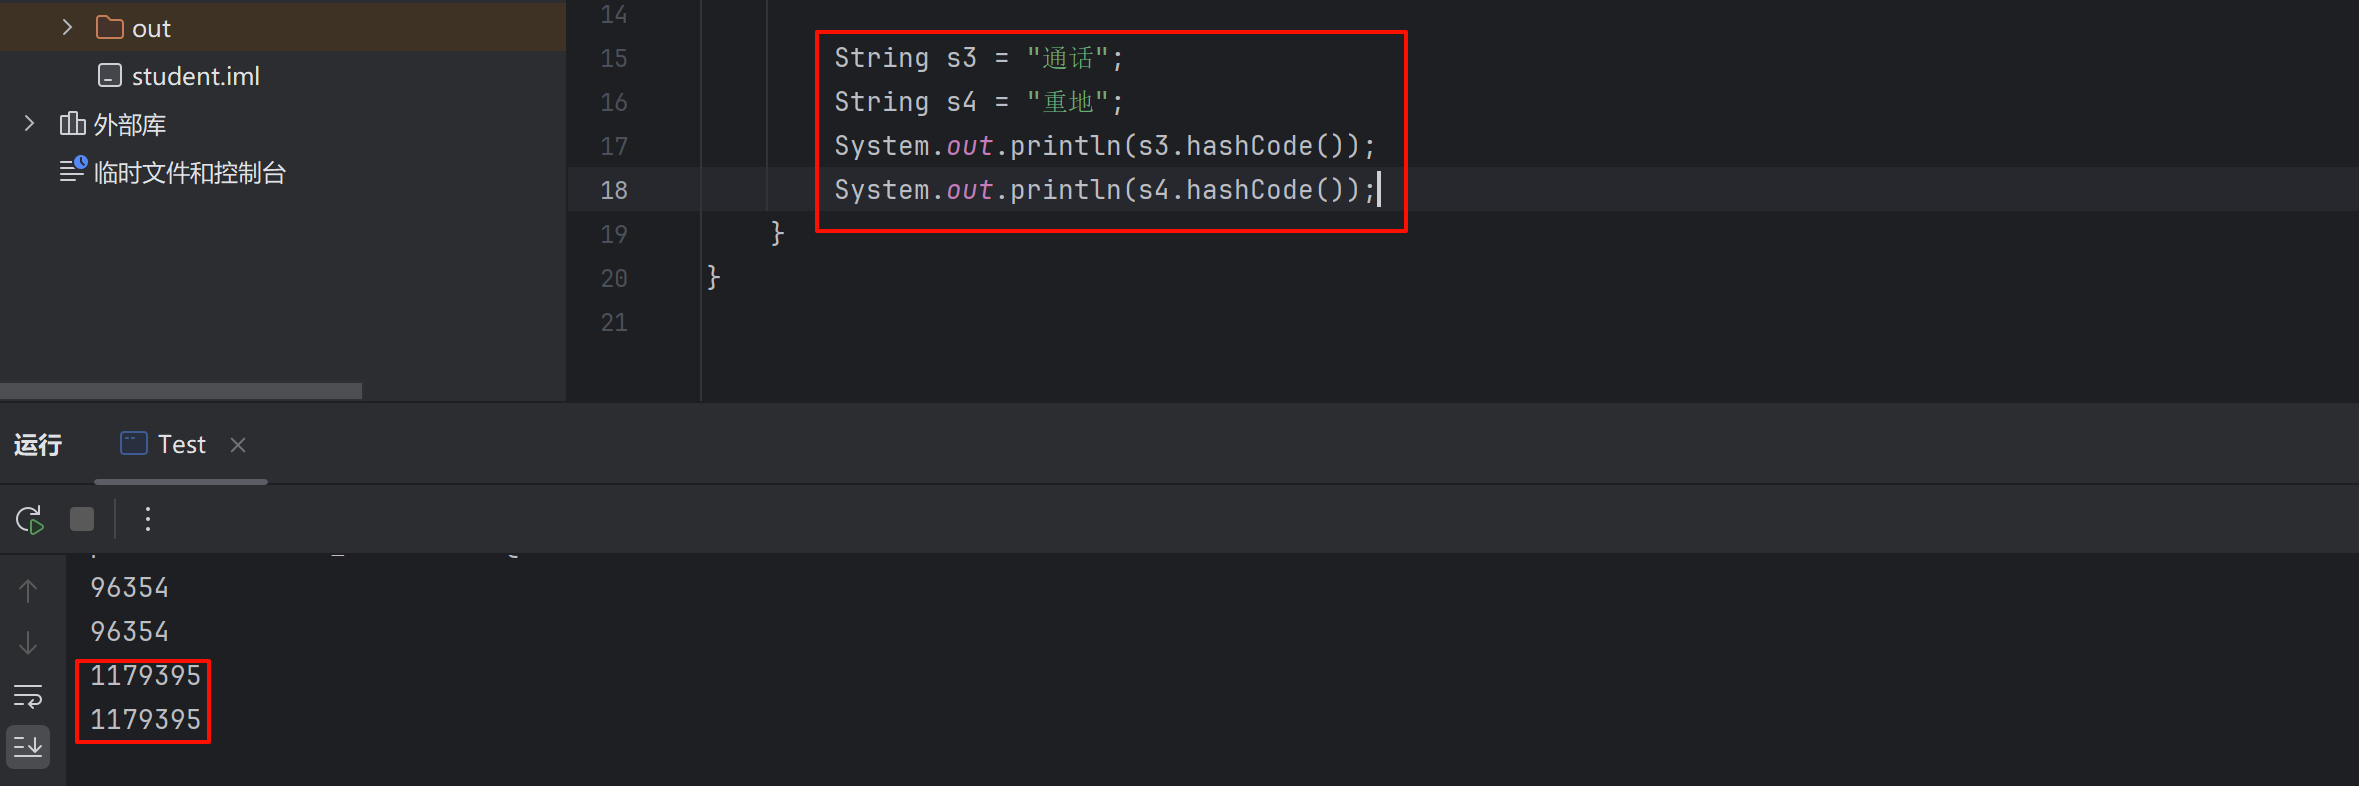 out
student.iml
外部库
临时文件和控制台
14
15 String s3 = "通话";
16 String s4 = "重地";
17 System.out.println(s3.hashCode());
18 System.out.println(s4.hashCode());
19 }
20 }
21
运行 Test
96354
96354
1179395
1179395